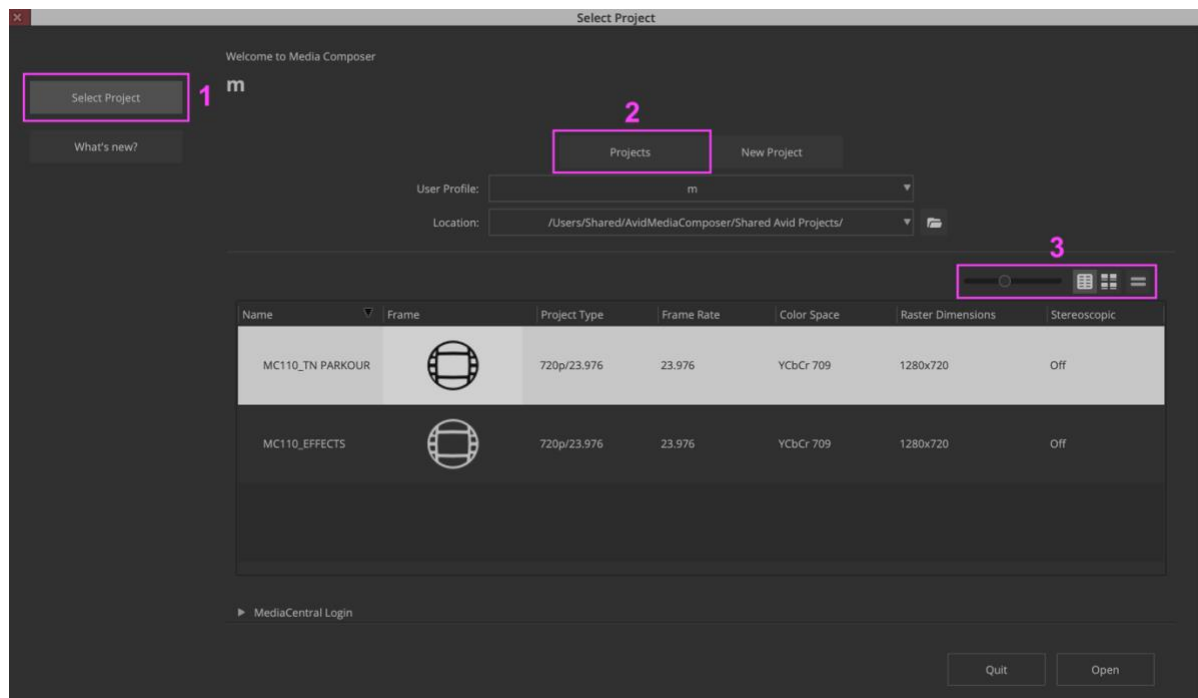 Select Project
Welcome to Media Composer
m
Select Project
1
What's new?
2
Projects
New Project
User Profile:
m
Location:
/Users/Shared/AvidMediaComposer/Shared Avid Projects/
3
Name Frame Project Type Frame Rate Color Space Raster Dimensions Stereoscopic
MC110_TN PARKOUR 720p/23.976 23.976 YCbCr 709 1280x720 Off
MC110_EFFECTS 720p/23.976 23.976 YCbCr 709 1280x720 Off
MediaCentral Login
Quit
Open